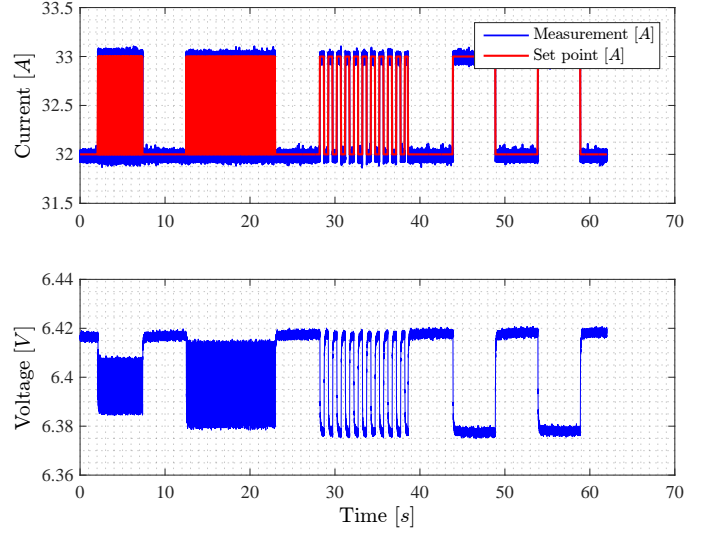 33.5
33
32.5
32
31.5
Current [A]
Measurement [A]
Set point [A]
0 10 20 30 40 50 60 70
6.44
6.42
6.4
6.38
6.36
Voltage [V]
0 10 20 30 40 50 60 70
Time [s]